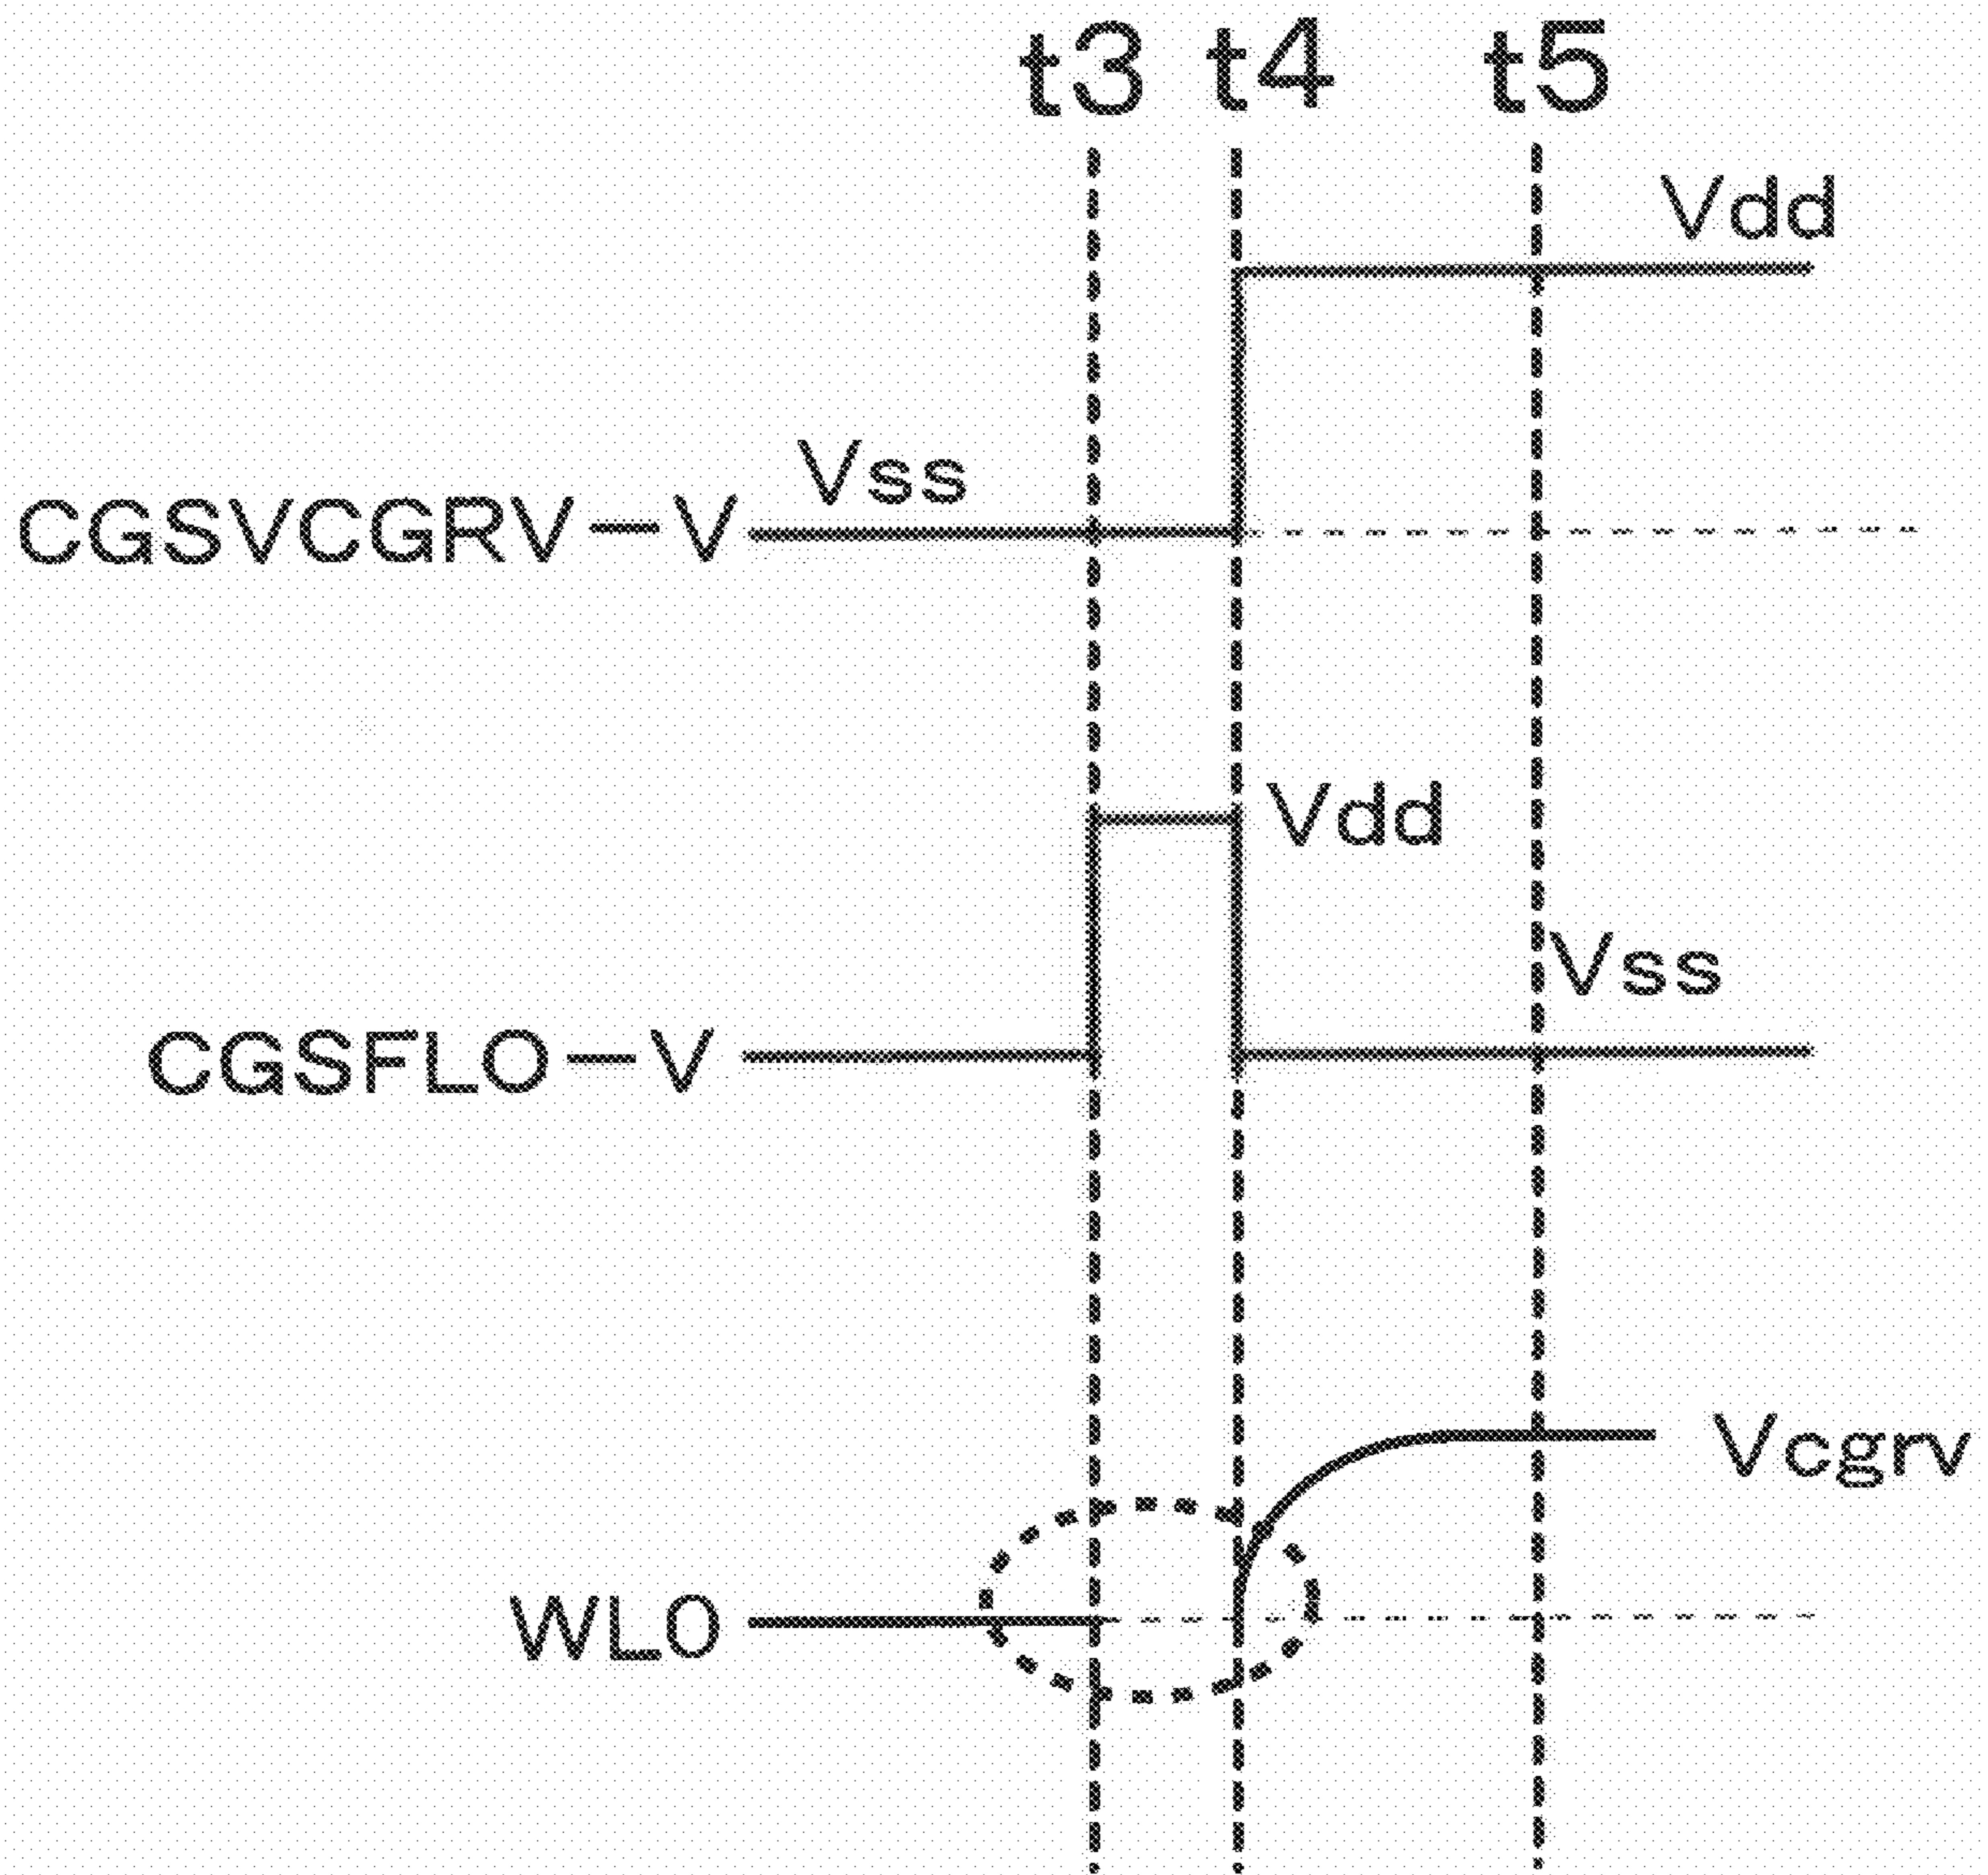 t3 t4 t5
Vdd
Vss
CGSVCGRV-V
Vdd
Vss
CGSFLO-V
Vcgrv
WL0